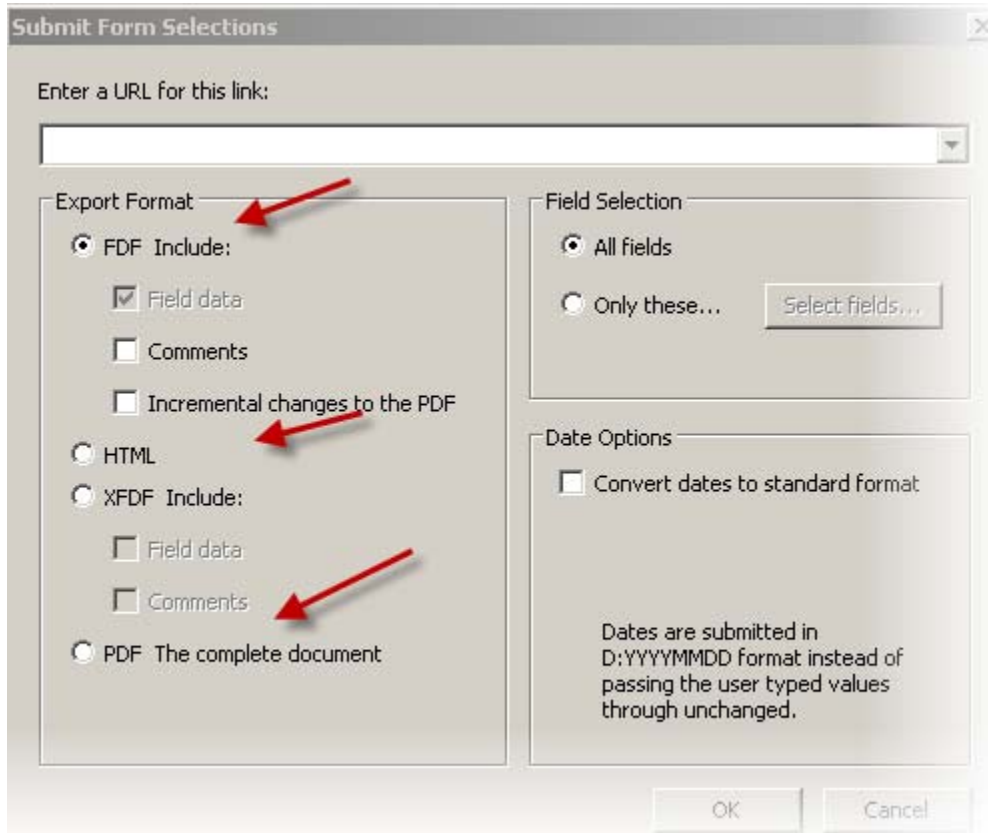 Submit Form Selections
Enter a URL for this link:
Export Format
FDF Include:
Field data
Comments
Incremental changes to the PDF
HTML
XFDF Include:
Field data
Comments
PDF The complete document
Field Selection
All fields
Only these... Select fields...
Date Options
Convert dates to standard format
Dates are submitted in
D:YYYYMMDD format instead of
passing the user typed values
through unchanged.
OK Cancel